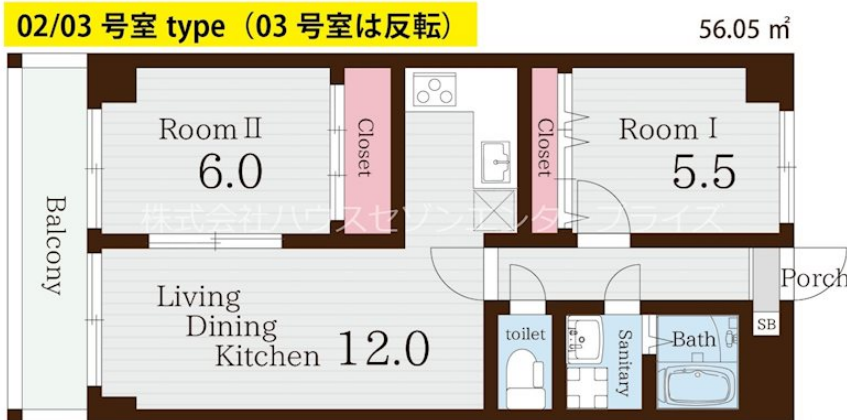 02/03 号室 type（03 号室は反転）
56.05 ㎡
Room Ⅱ
6.0
Closet
Closet
Room Ⅰ
5.5
株式会社ハウスセゾンエンタープライズ
Balcony
Living
Dining
Kitchen 12.0
Porch
SB
toilet
Sanitary
Bath